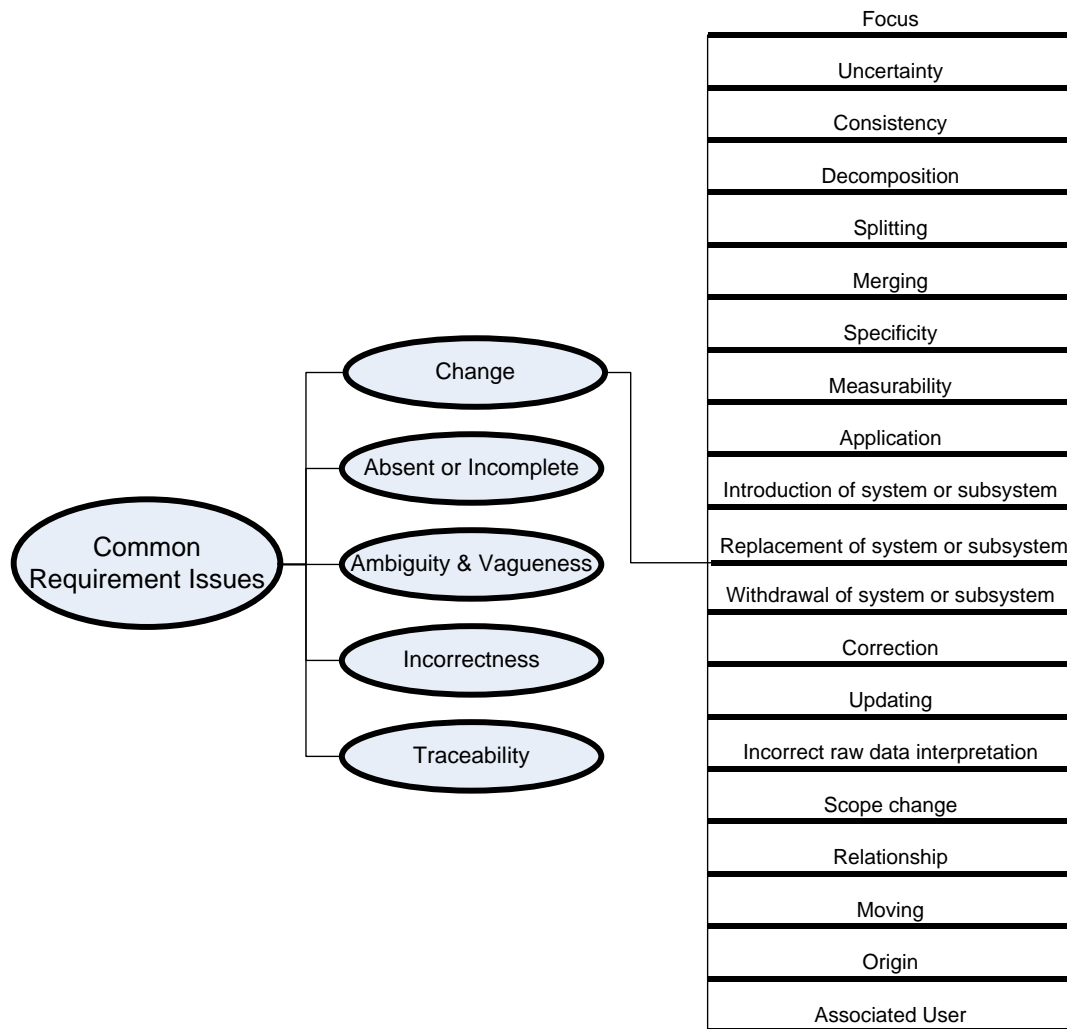 Common
Requirement Issues
Change
Absent or Incomplete
Ambiguity & Vagueness
Incorrectness
Traceability
Focus
Uncertainty
Consistency
Decomposition
Splitting
Merging
Specificity
Measurability
Application
Introduction of system or subsystem
Replacement of system or subsystem
Withdrawal of system or subsystem
Correction
Updating
Incorrect raw data interpretation
Scope change
Relationship
Moving
Origin
Associated User